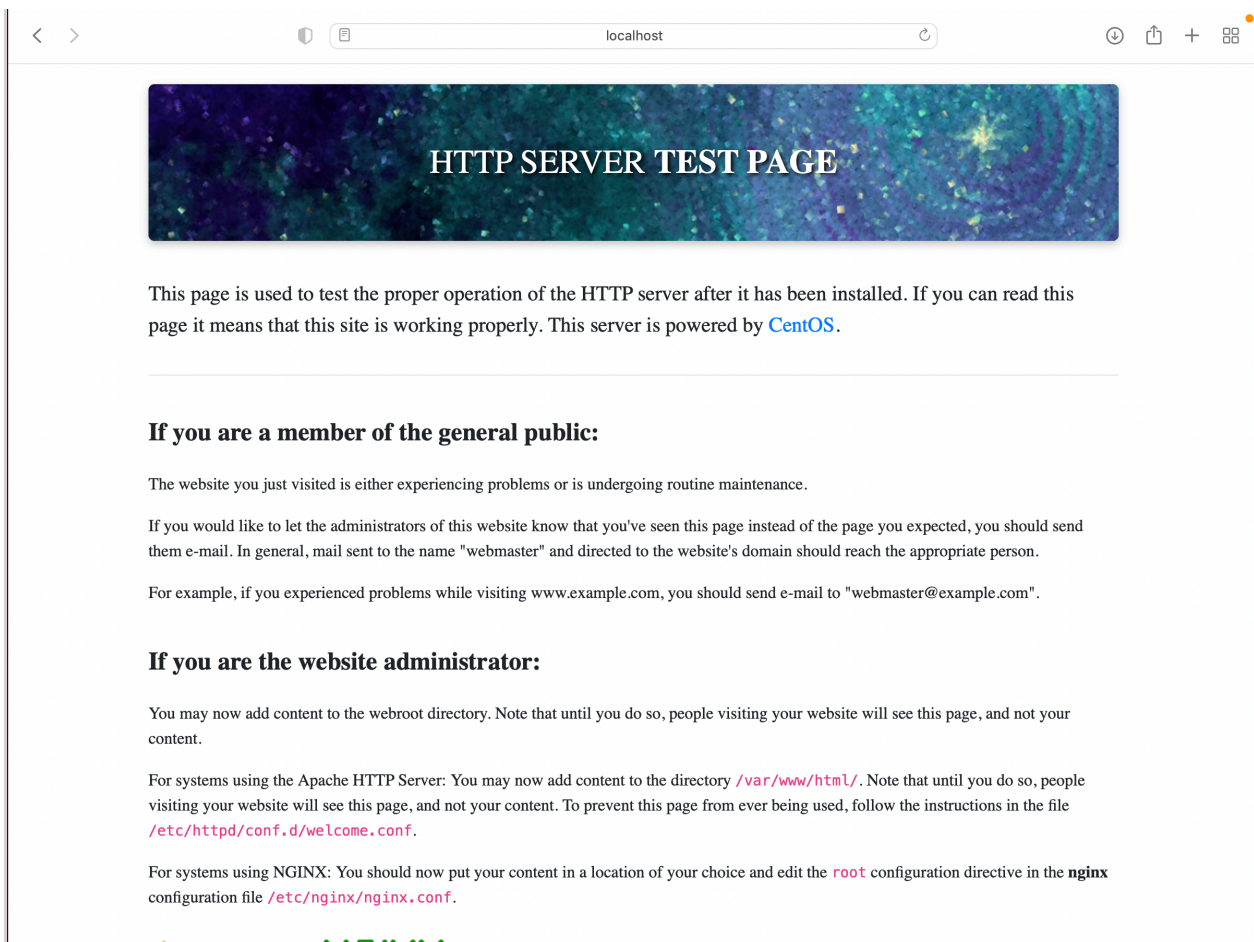 localhost
HTTP SERVER TEST PAGE
This page is used to test the proper operation of the HTTP server after it has been installed. If you can read this
page it means that this site is working properly. This server is powered by CentOS.
If you are a member of the general public:
The website you just visited is either experiencing problems or is undergoing routine maintenance.
If you would like to let the administrators of this website know that you've seen this page instead of the page you expected, you should send
them e-mail. In general, mail sent to the name "webmaster" and directed to the website's domain should reach the appropriate person.
For example, if you experienced problems while visiting www.example.com, you should send e-mail to "webmaster@example.com".
If you are the website administrator:
You may now add content to the webroot directory. Note that until you do so, people visiting your website will see this page, and not your
content.
For systems using the Apache HTTP Server: You may now add content to the directory /var/www/html/. Note that until you do so, people
visiting your website will see this page, and not your content. To prevent this page from ever being used, follow the instructions in the file
/etc/httpd/conf.d/welcome.conf.
For systems using NGINX: You should now put your content in a location of your choice and edit the root configuration directive in the nginx
configuration file /etc/nginx/nginx.conf.